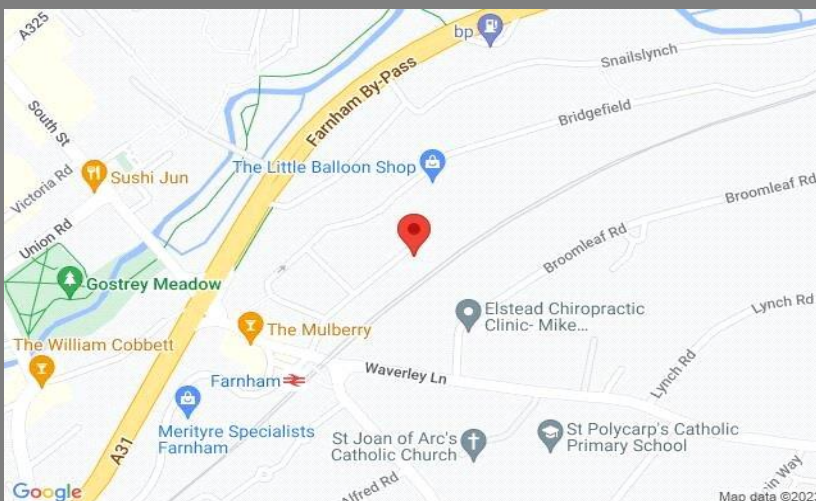 A325
bp
Snailslynch
South St
Farnham By-Pass
Bridgefield
The Little Balloon Shop
Victoria Rd
Sushi Jun
Broomleaf Rd
Union Rd
Broomleaf Rd
Gostrey Meadow
Elstead Chiropractic
Clinic- Mike...
Lynch Rd
The Mulberry
The William Cobbett
Waverley Ln
Lynch Rd
Farnham
Merityre Specialists
Farnham
St Polycarp's Catholic
Primary School
St Joan of Arc's
Catholic Church
A31
Alfred Rd
Way
Google
Map data ©202